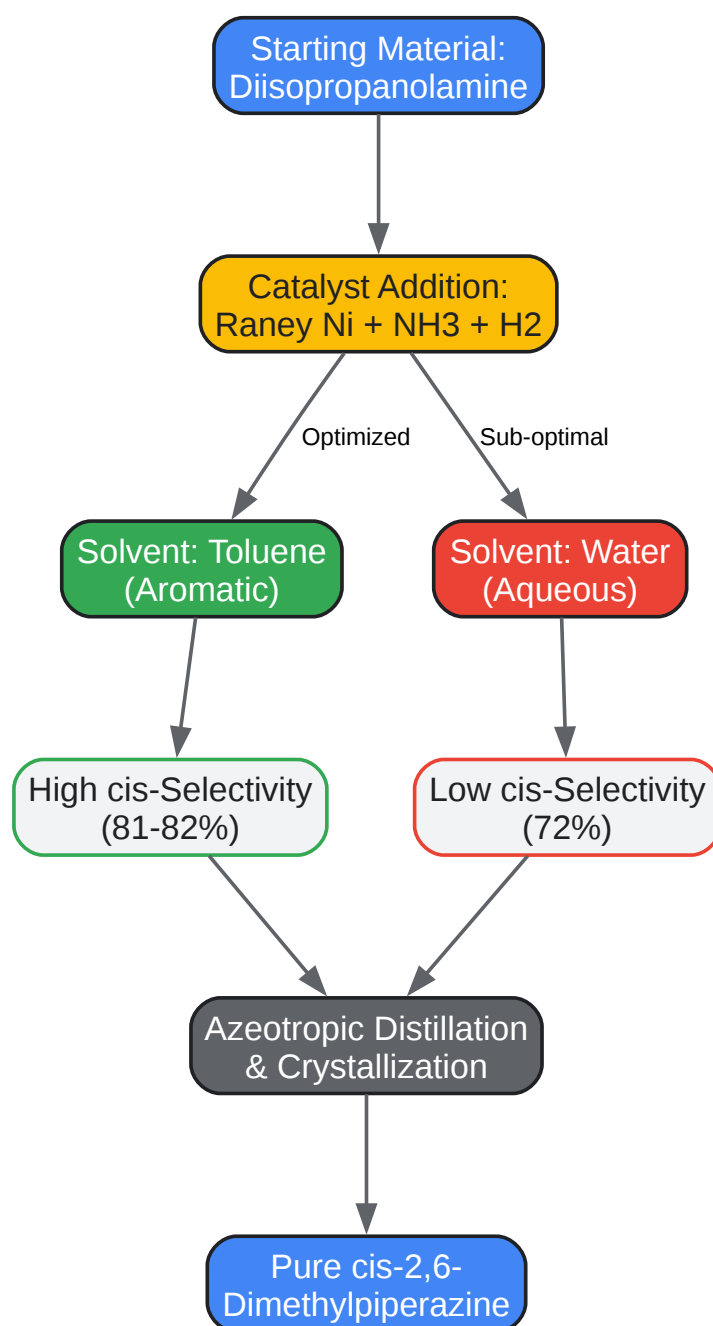 Starting Material:
Diisopropanolamine
Catalyst Addition:
Raney Ni + NH3 + H2
Optimized
Sub-optimal
Solvent: Toluene
(Aromatic)
Solvent: Water
(Aqueous)
High cis-Selectivity
(81-82%)
Low cis-Selectivity
(72%)
Azeotropic Distillation
& Crystallization
Pure cis-2,6-
Dimethylpiperazine